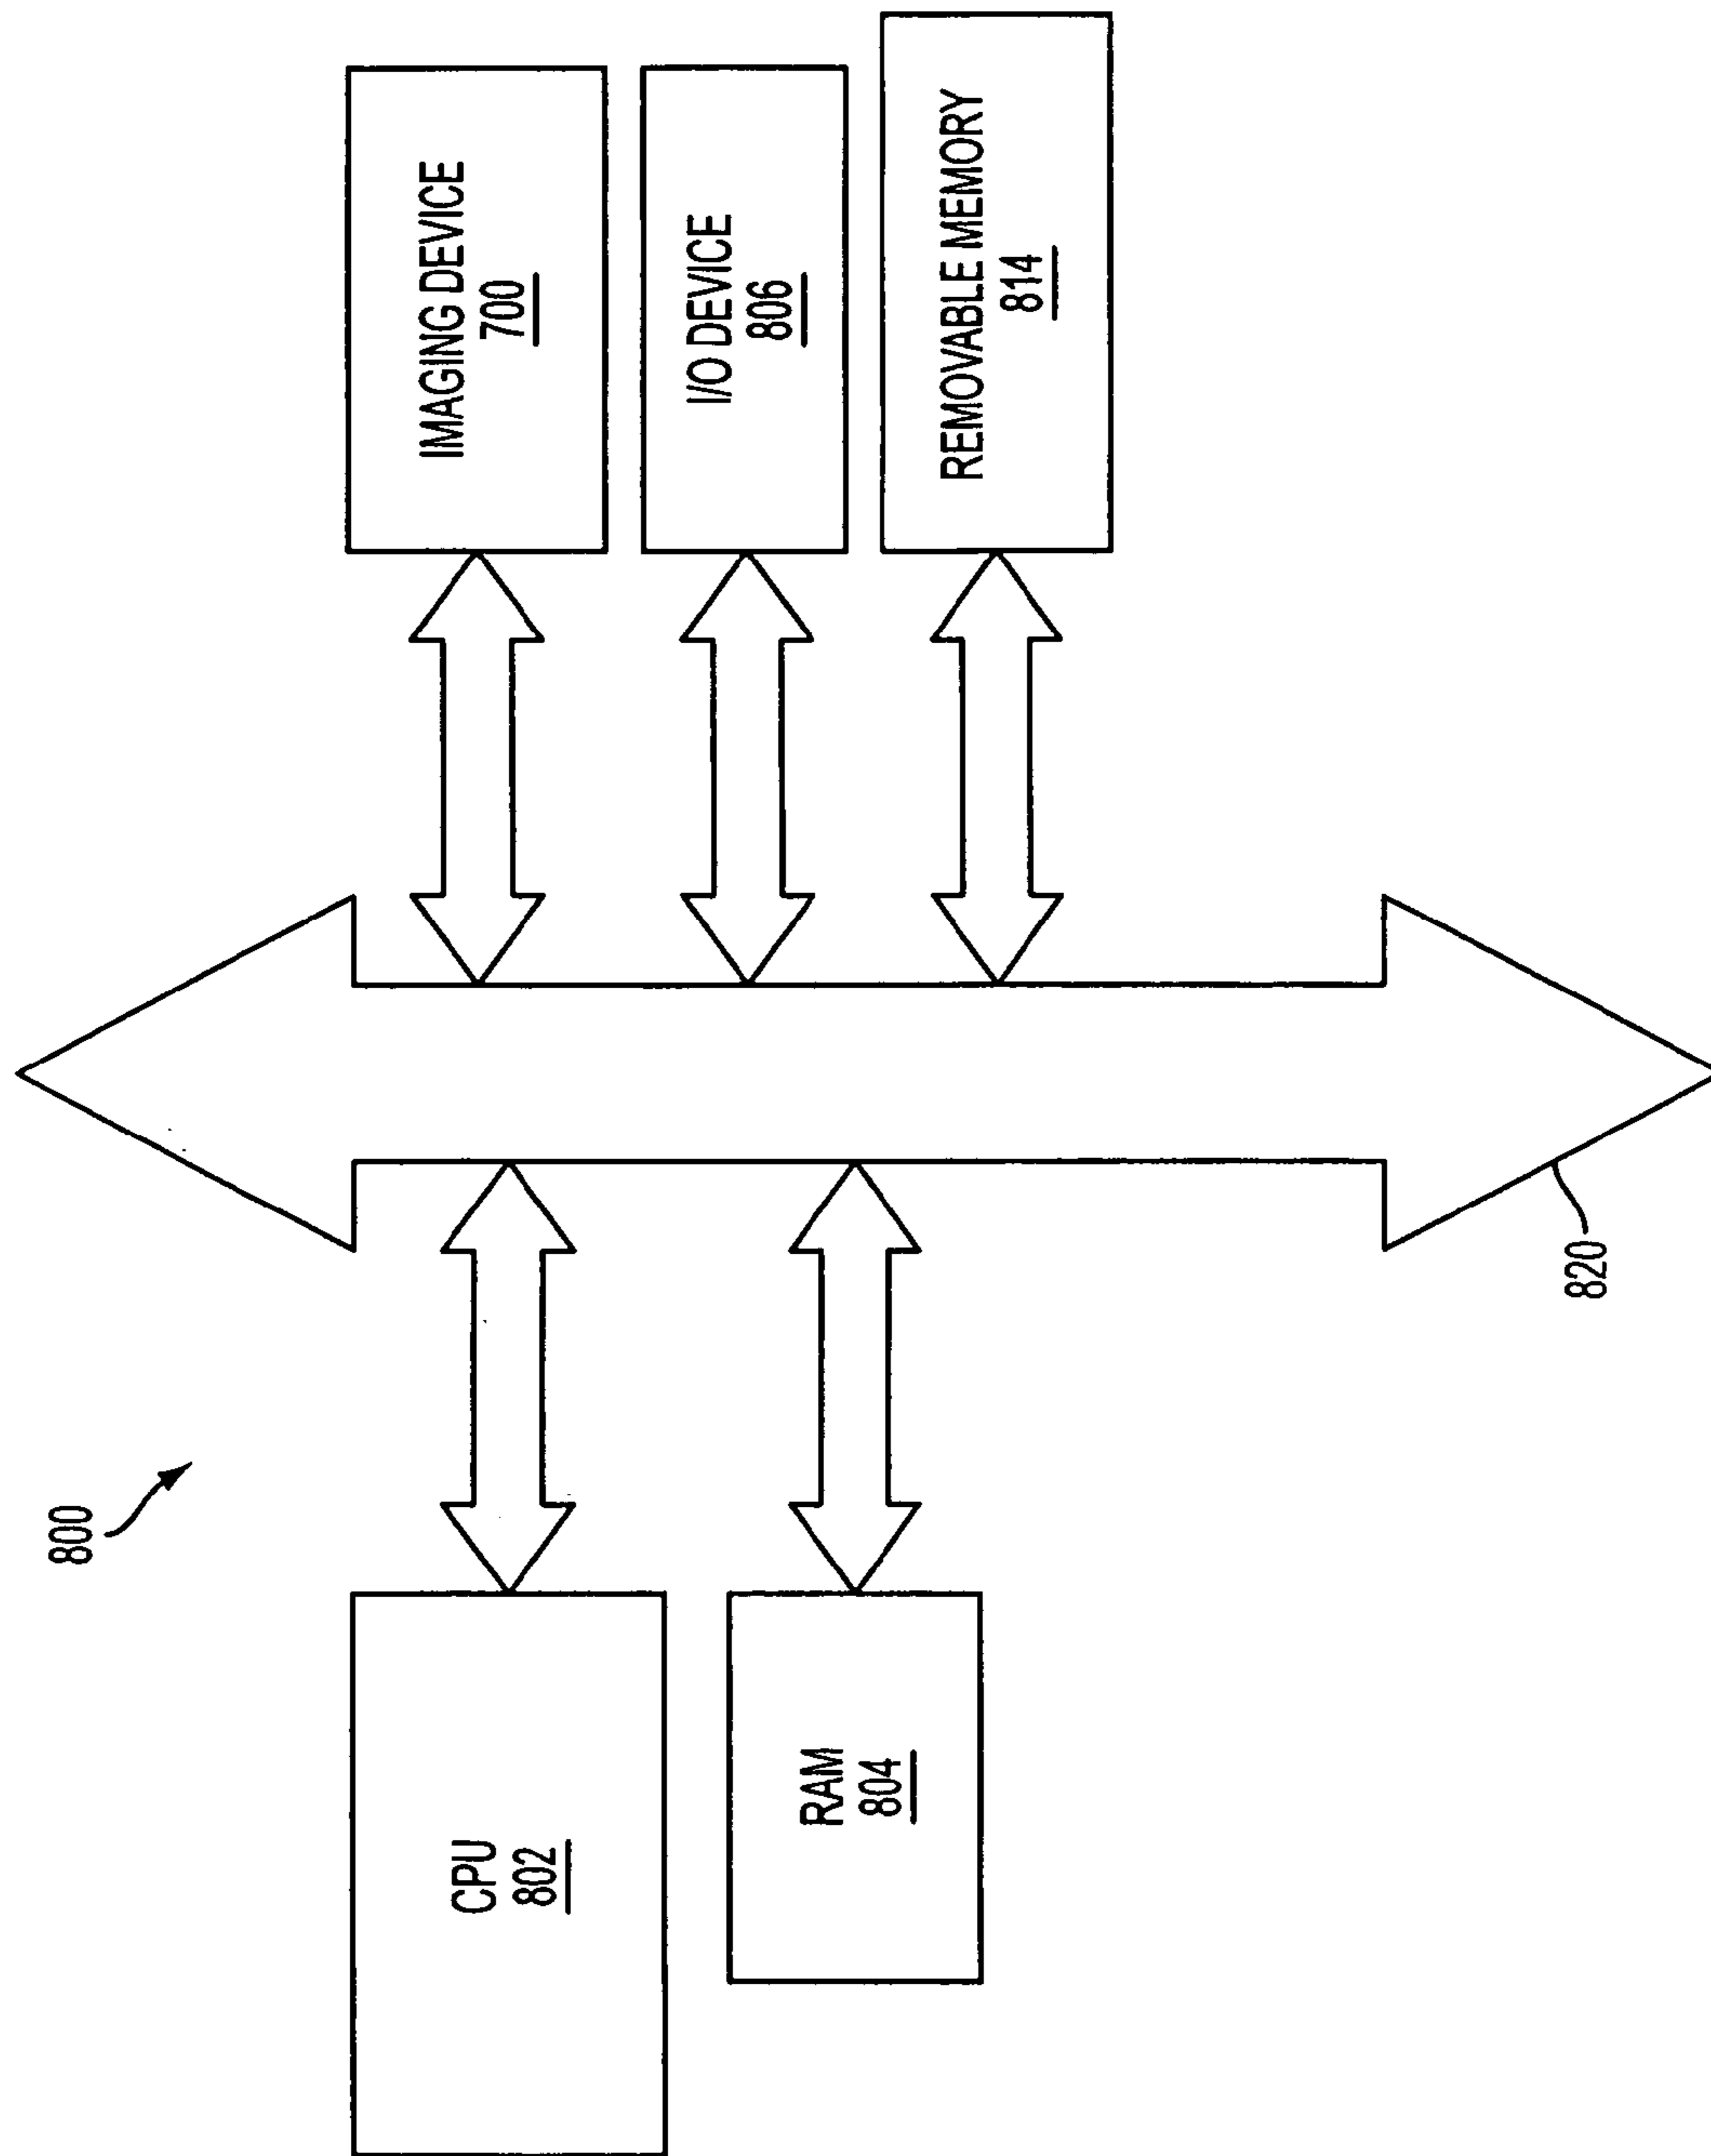 800
CPU
802
RAM
804
820
IMAGING DEVICE
700
I/O DEVICE
806
REMOVABLE MEMORY
814